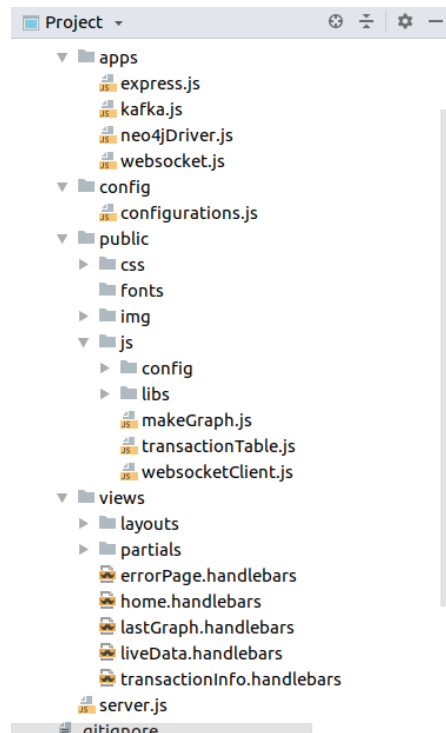 Project
apps
express.js
kafka.js
neo4jDriver.js
websocket.js
config
configurations.js
public
css
fonts
img
js
config
libs
makeGraph.js
transactionTable.js
websocketClient.js
views
layouts
partials
errorPage.handlebars
home.handlebars
lastGraph.handlebars
liveData.handlebars
transactionInfo.handlebars
server.js
.gitignore